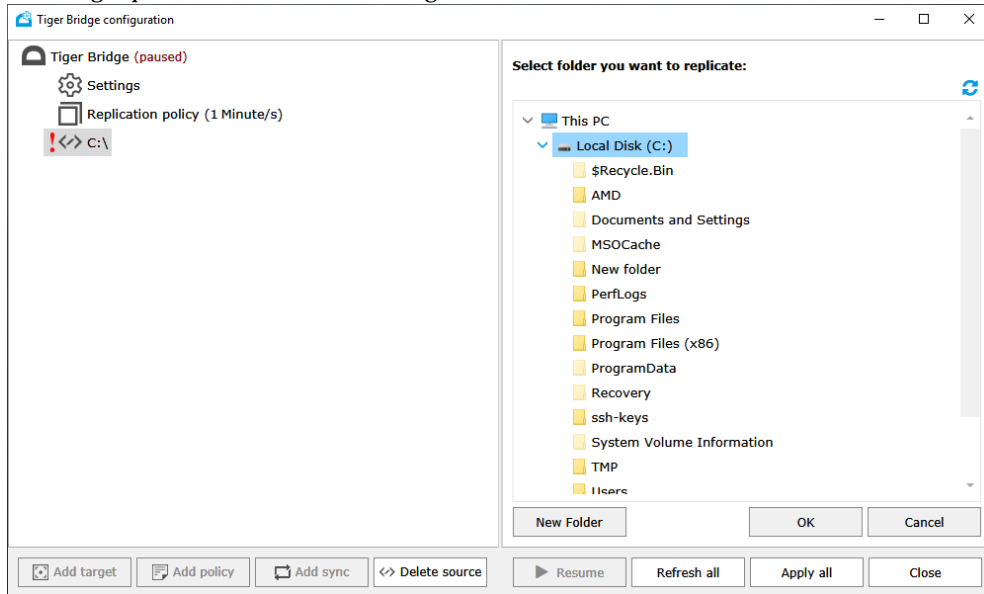 Tiger Bridge configuration
Tiger Bridge (paused)
Settings
Replication policy (1 Minute/s)
C:\
Select folder you want to replicate:
This PC
Local Disk (C:)
$Recycle.Bin
AMD
Documents and Settings
MSOCache
New folder
PerfLogs
Program Files
Program Files (x86)
ProgramData
Recovery
ssh-keys
System Volume Information
TMP
Users
New Folder
OK
Cancel
Add target
Add policy
Add sync
Delete source
Resume
Refresh all
Apply all
Close